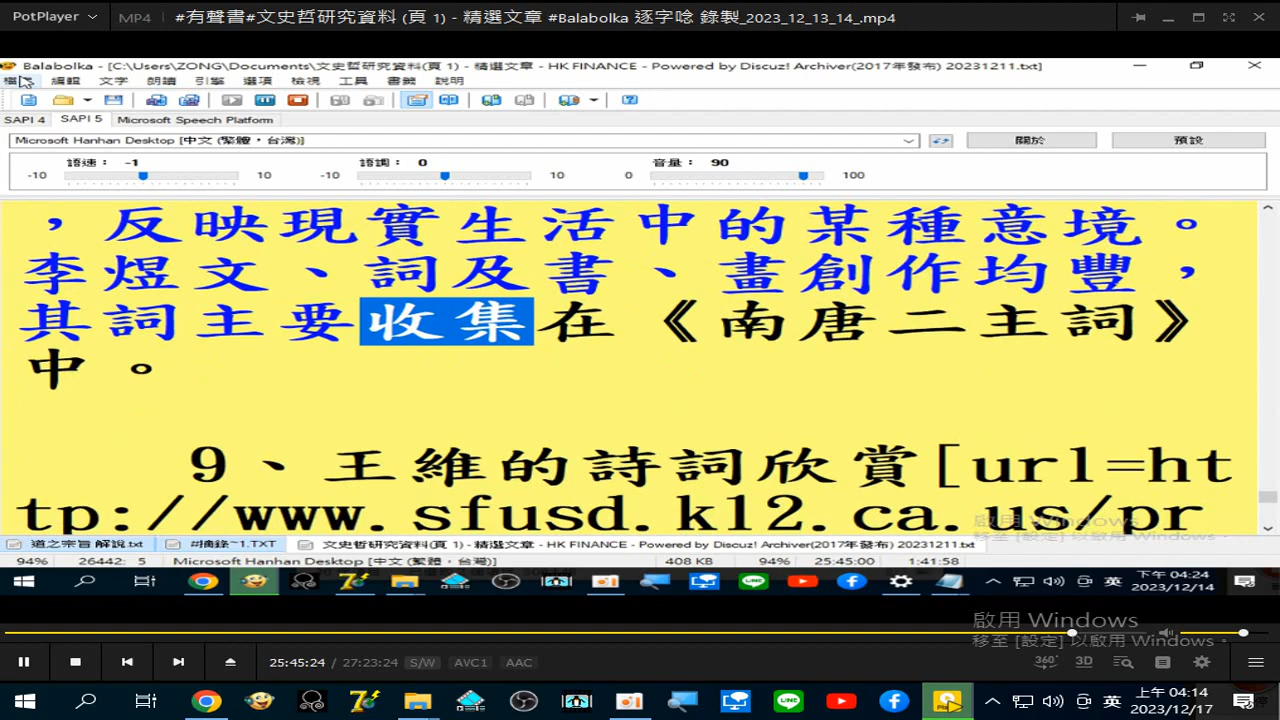 PotPlayer MP4 #有聲書#文史哲研究資料 (頁 1) - 精選文章 #Balabolka 逐字唸 錄製_2023_12_13_14_.mp4
Balabolka - [C:\Users\ZONG\Documents\文史哲研究資料(頁 1) - 精選文章 - HK FINANCE - Powered by Discuz! Archiver(2017年發布) 20231211.txt]
編輯 文字 朗讀 引擎 選項 檢視 工具 書籤 說明
SAPI 4 SAPI 5 Microsoft Speech Platform
Microsoft Hanhan Desktop [中文 (繁體，台灣)] 關於 預設
語速： -1 語調： 0 音量： 90
-10 10 -10 10 0 100
，反映現實生活中的某種意境。
李煜文、詞及書、畫創作均豐，
其詞主要收集在《南唐二主詞》
中。
9、王維的詩詞欣賞[url=ht
tp://www.sfusd.k12.ca.us/pr
啟用 Windows
移至 [設定] 以啟用 Windows。
道之宗旨 解說.txt #摘錄~1.TXT 文史哲研究資料(頁 1) - 精選文章 - HK FINANCE - Powered by Discuz! Archiver(2017年發布) 20231211.txt
94% 26442: 5 Microsoft Hanhan Desktop [中文 (繁體，台灣)] 408 KB 94% 25:45:00 1:41:58
英 下午 04:24
2023/12/14
啟用 Windows
移至 [設定] 以啟用 Windows。
25:45:24 / 27:23:24 S/W AVC1 AAC 360° 3D
英 上午 04:14
2023/12/17